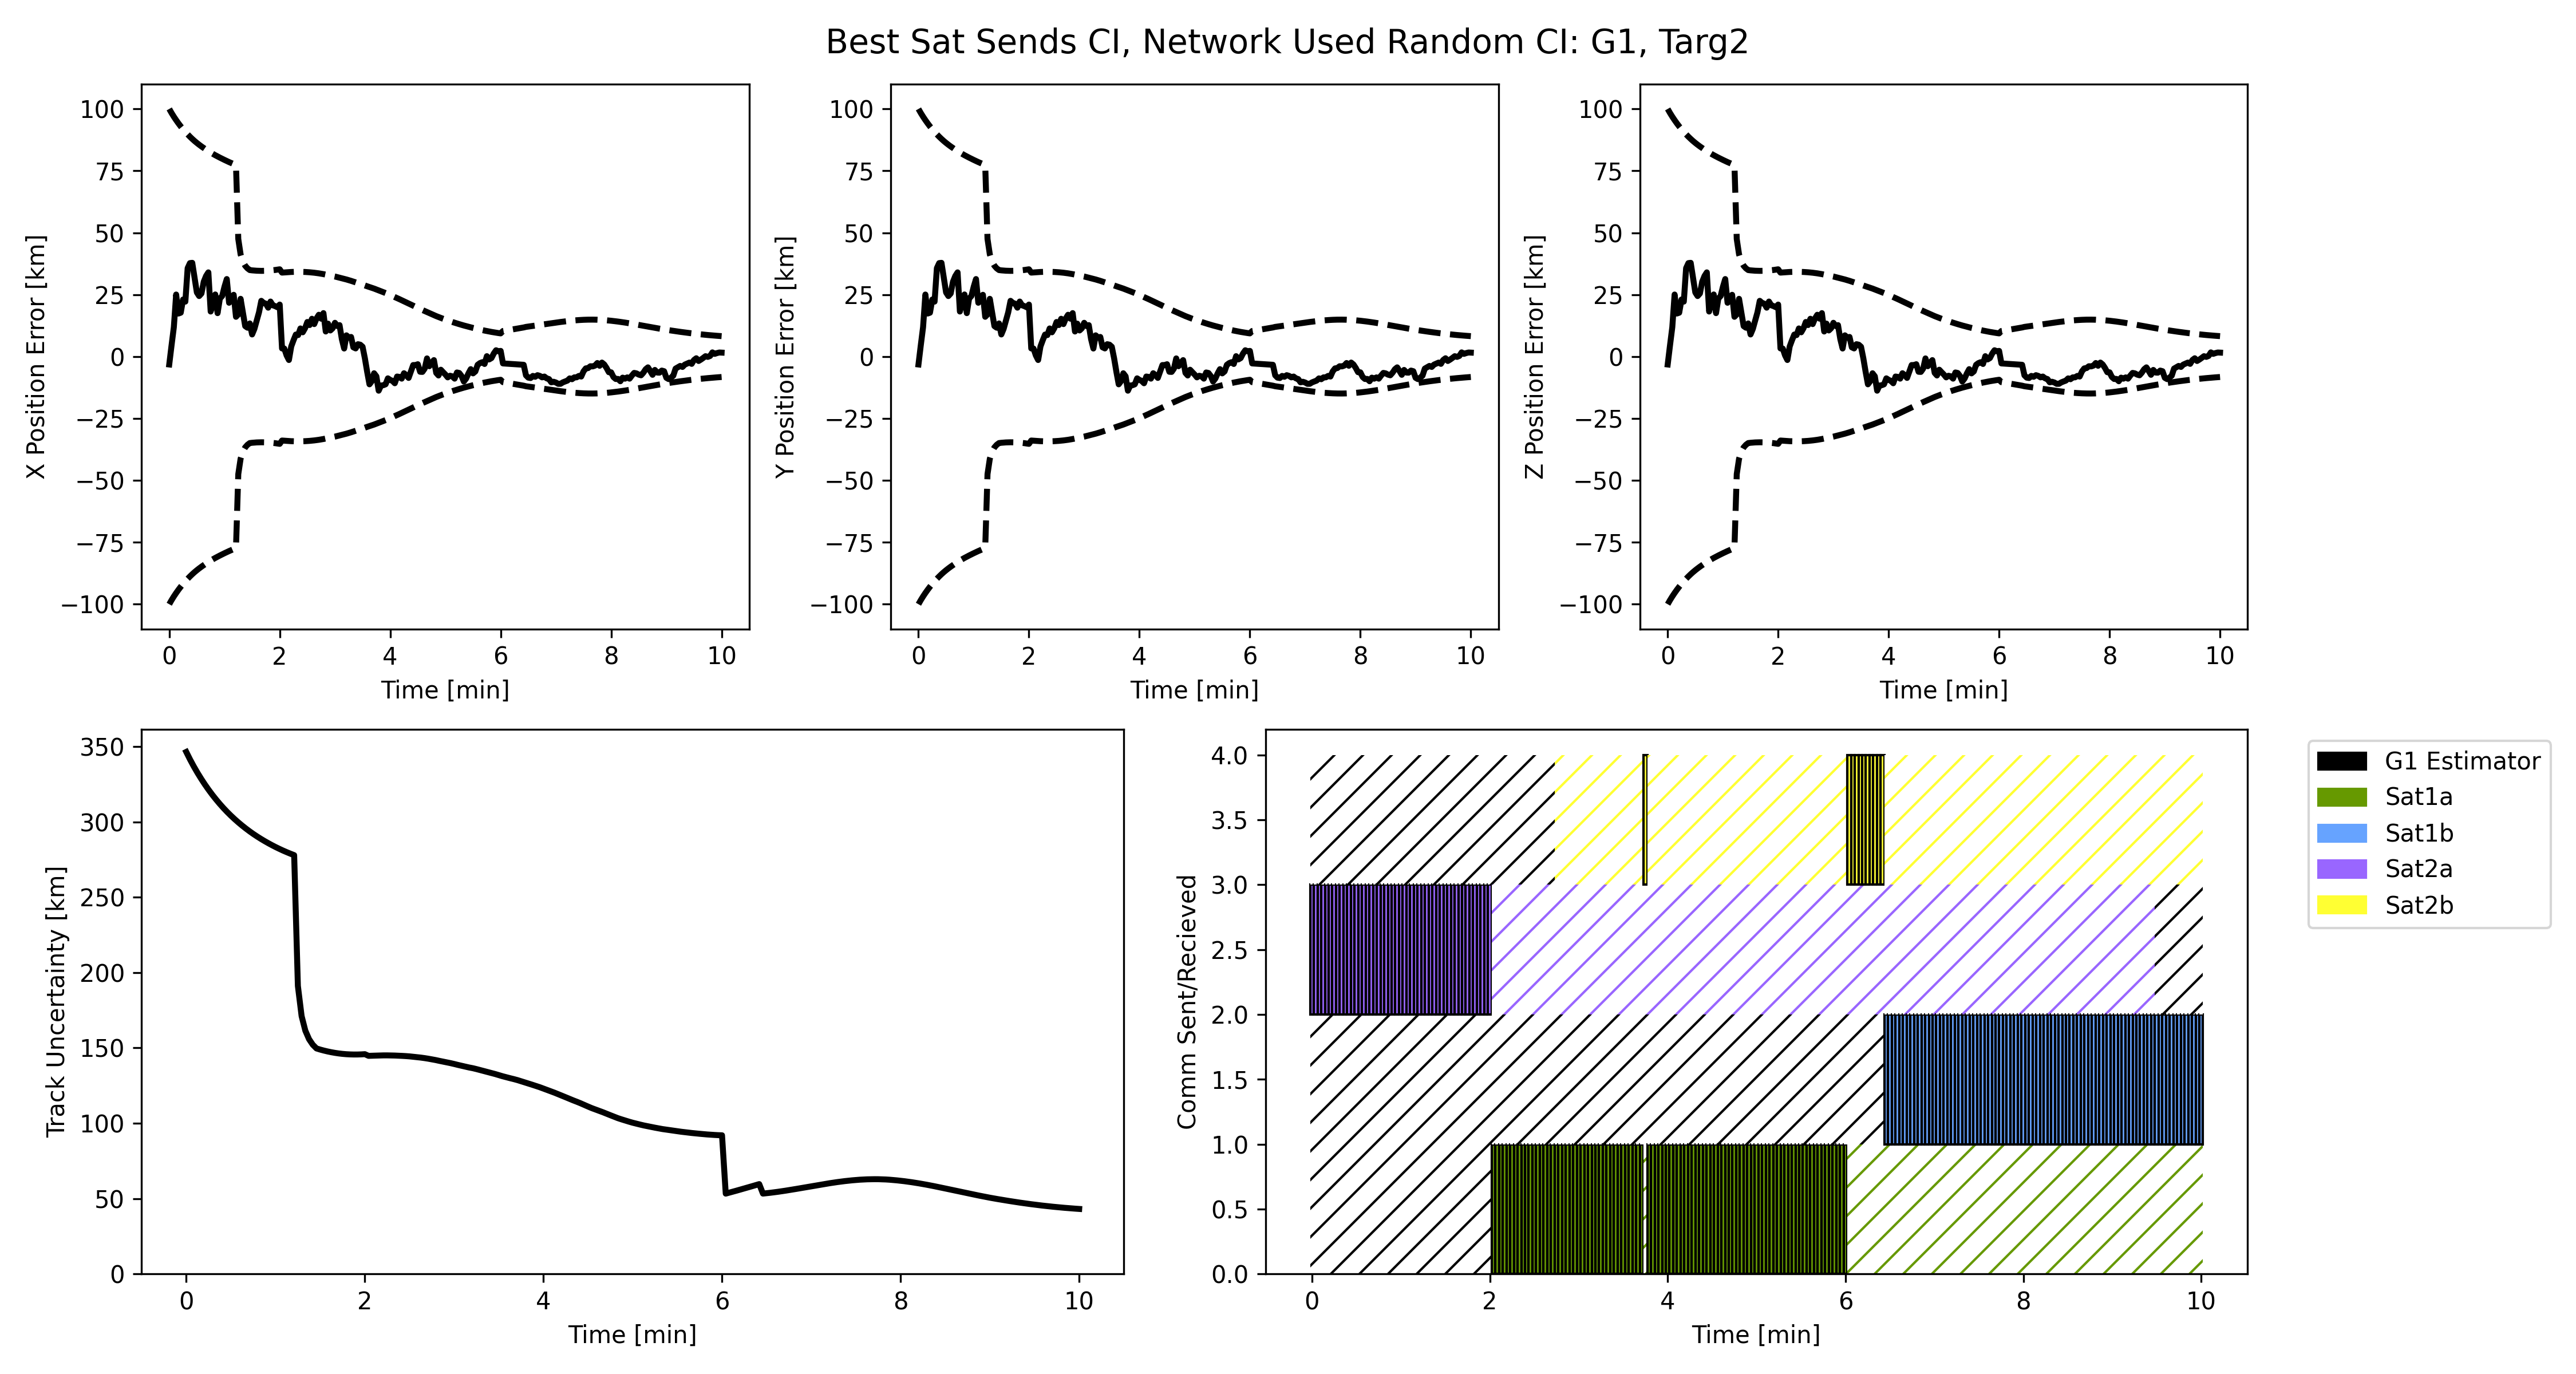 Best Sat Sends CI, Network Used Random CI: G1, Targ2
X Position Error [km]
100
75
50
25
0
−25
−50
−75
−100
0 2 4 6 8 10
Time [min]
Y Position Error [km]
100
75
50
25
0
−25
−50
−75
−100
0 2 4 6 8 10
Time [min]
Z Position Error [km]
100
75
50
25
0
−25
−50
−75
−100
0 2 4 6 8 10
Time [min]
Track Uncertainty [km]
350
300
250
200
150
100
50
0
0 2 4 6 8 10
Time [min]
Comm Sent/Recieved
4.0
3.5
3.0
2.5
2.0
1.5
1.0
0.5
0.0
0 2 4 6 8 10
Time [min]
G1 Estimator
Sat1a
Sat1b
Sat2a
Sat2b